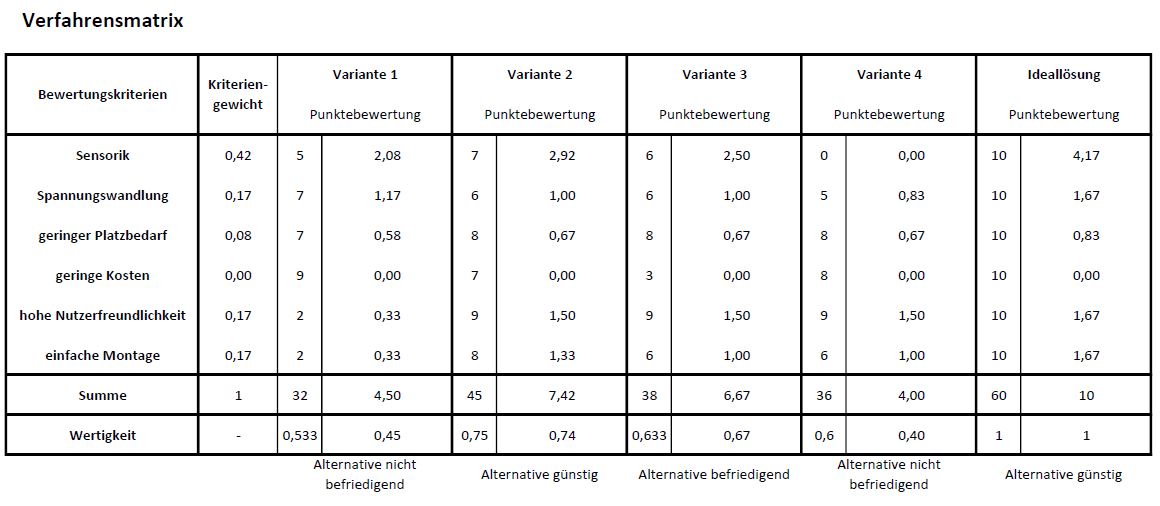 Verfahrensmatrix
Bewertungskriterien Kriterien-gewicht Variante 1 Variante 2 Variante 3 Variante 4 Ideallösung
Punktebewertung Punktebewertung Punktebewertung Punktebewertung Punktebewertung
Sensorik 0,42 5 2,08 7 2,92 6 2,50 0 0,00 10 4,17
Spannungswandlung 0,17 7 1,17 6 1,00 6 1,00 5 0,83 10 1,67
geringer Platzbedarf 0,08 7 0,58 8 0,67 8 0,67 8 0,67 10 0,83
geringe Kosten 0,00 9 0,00 7 0,00 3 0,00 8 0,00 10 0,00
hohe Nutzerfreundlichkeit 0,17 2 0,33 9 1,50 9 1,50 9 1,50 10 1,67
einfache Montage 0,17 2 0,33 8 1,33 6 1,00 6 1,00 10 1,67
Summe 1 32 4,50 45 7,42 38 6,67 36 4,00 60 10
Wertigkeit - 0,533 0,45 0,75 0,74 0,633 0,67 0,6 0,40 1 1
Alternative nicht befriedigend Alternative günstig Alternative befriedigend Alternative nicht befriedigend Alternative günstig